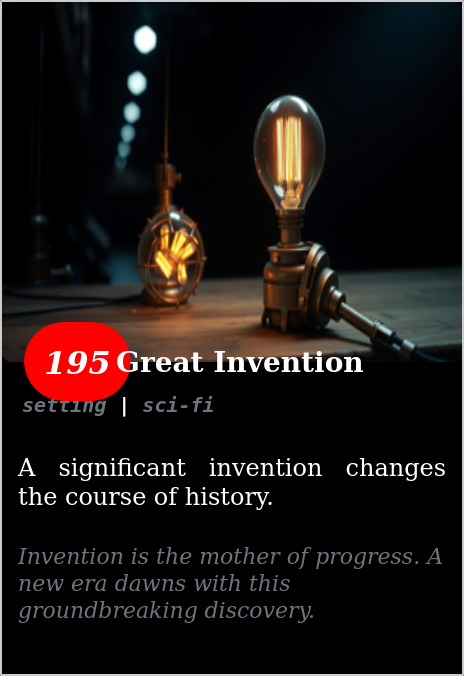 195 Great Invention
setting | sci-fi
A significant invention changes
the course of history.
Invention is the mother of progress. A
new era dawns with this
groundbreaking discovery.